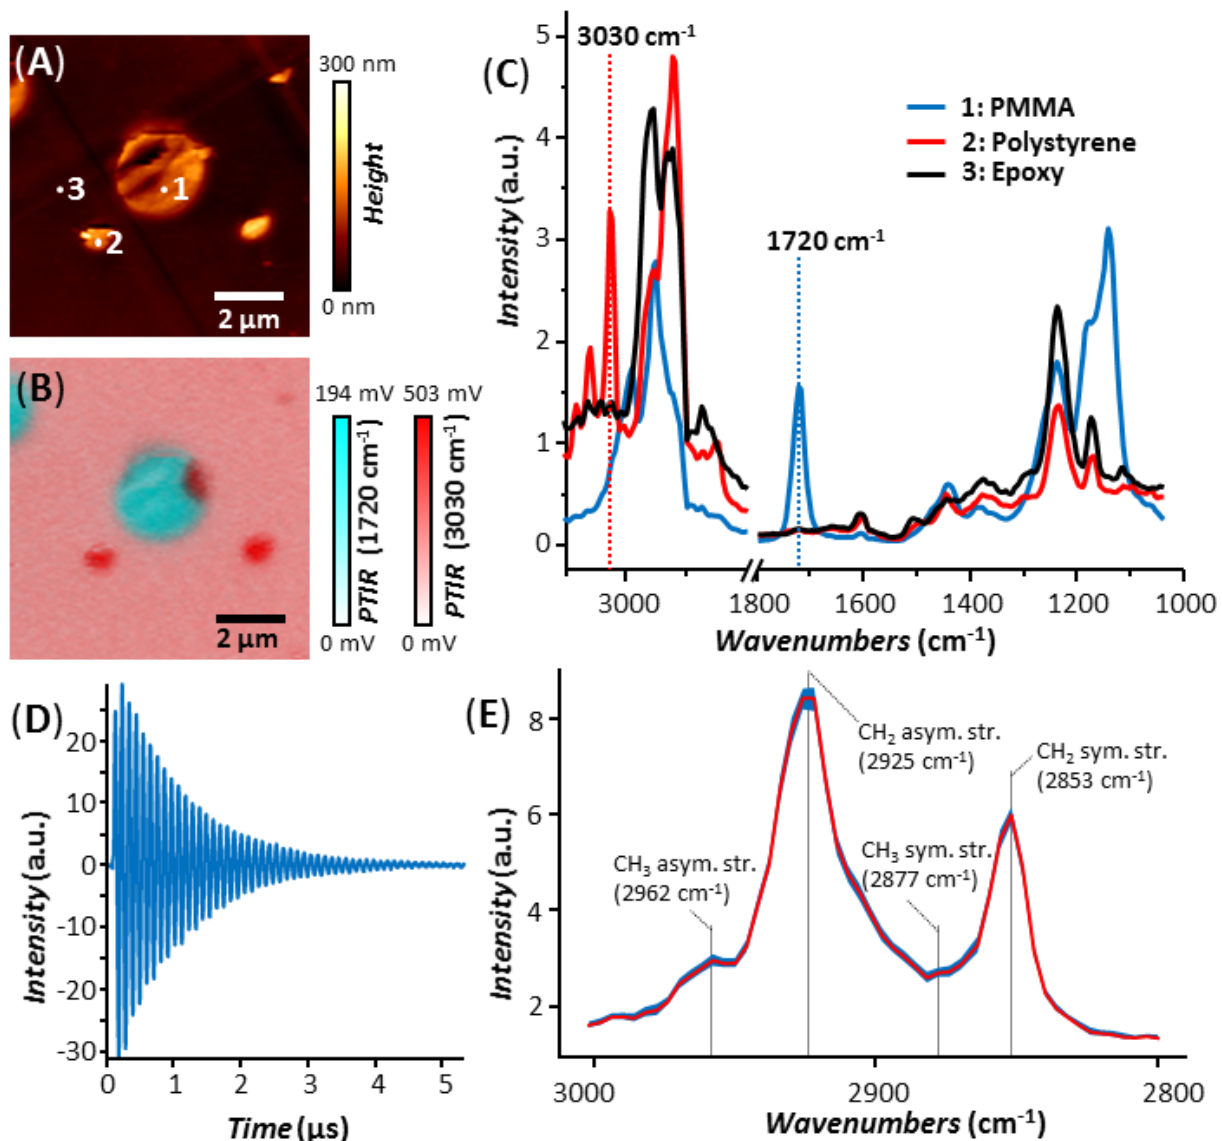 (A)
300 nm
Height
0 nm
3
1
2
2 µm
(B)
194 mV
503 mV
PTIR (1720 cm-1)
PTIR (3030 cm-1)
0 mV
0 mV
2 µm
(C)
3030 cm-1
1720 cm-1
1: PMMA
2: Polystyrene
3: Epoxy
Intensity (a.u.)
5
4
3
2
1
0
3000
1800
1600
1400
1200
1000
Wavenumbers (cm-1)
(D)
Intensity (a.u.)
20
10
0
-10
-20
-30
0
1
2
3
4
5
Time (µs)
(E)
Intensity (a.u.)
8
6
4
2
CH2 asym. str.
(2925 cm-1)
CH2 sym. str.
(2853 cm-1)
CH3 asym. str.
(2962 cm-1)
CH3 sym. str.
(2877 cm-1)
3000
2900
2800
Wavenumbers (cm-1)